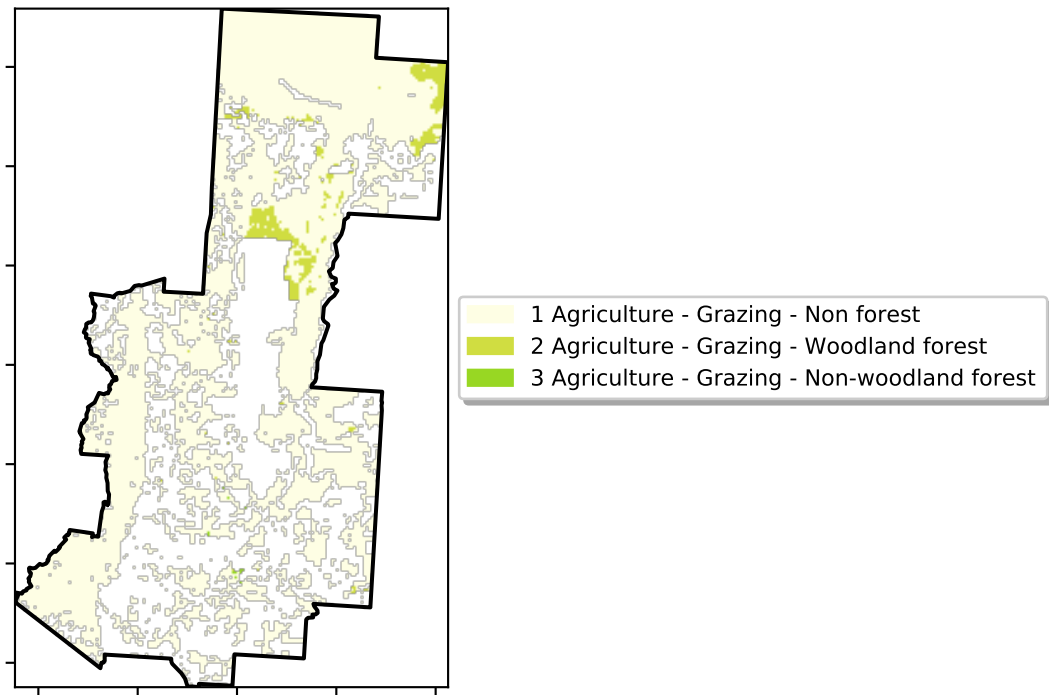 1 Agriculture - Grazing - Non forest
2 Agriculture - Grazing - Woodland forest
3 Agriculture - Grazing - Non-woodland forest